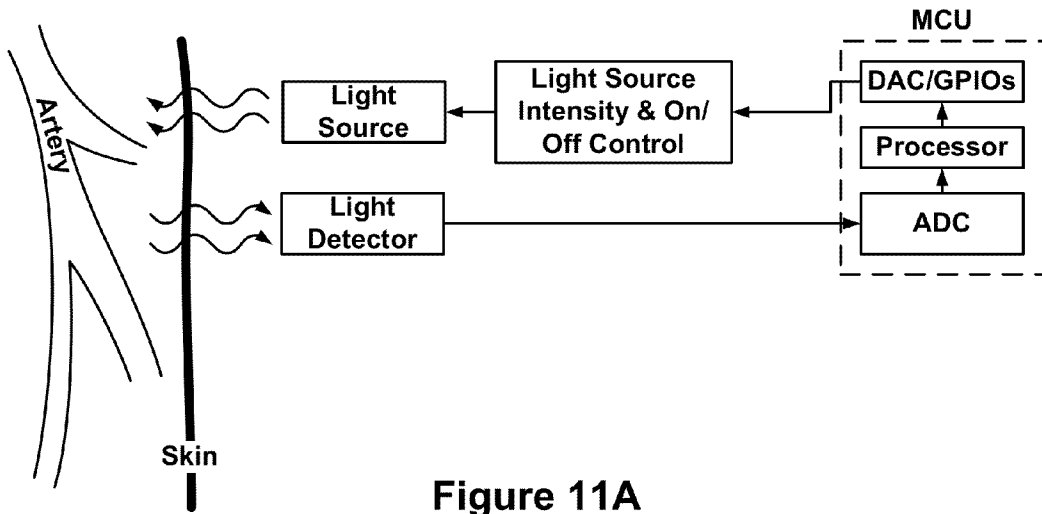 MCU
Artery
Light
Source
Light Source
Intensity & On/
Off Control
DAC/GPIOs
Processor
Light
Detector
ADC
Skin
Figure 11A